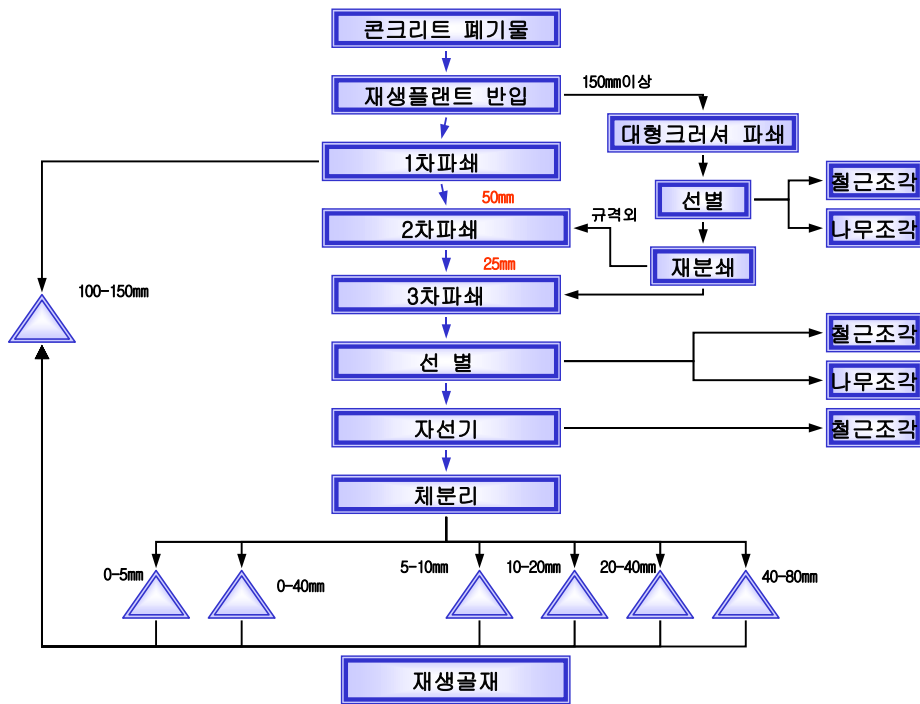 콘크리트 폐기물
재생플랜트 반입
150mm이상
대형크러셔 파쇄
1차파쇄
철근조각
선별
50mm
규격외
2차파쇄
나무조각
25mm
재분쇄
100-150mm
3차파쇄
철근조각
선 별
나무조각
자선기
철근조각
체분리
0-5mm
0-40mm
5-10mm
10-20mm
20-40mm
40-80mm
재생골재